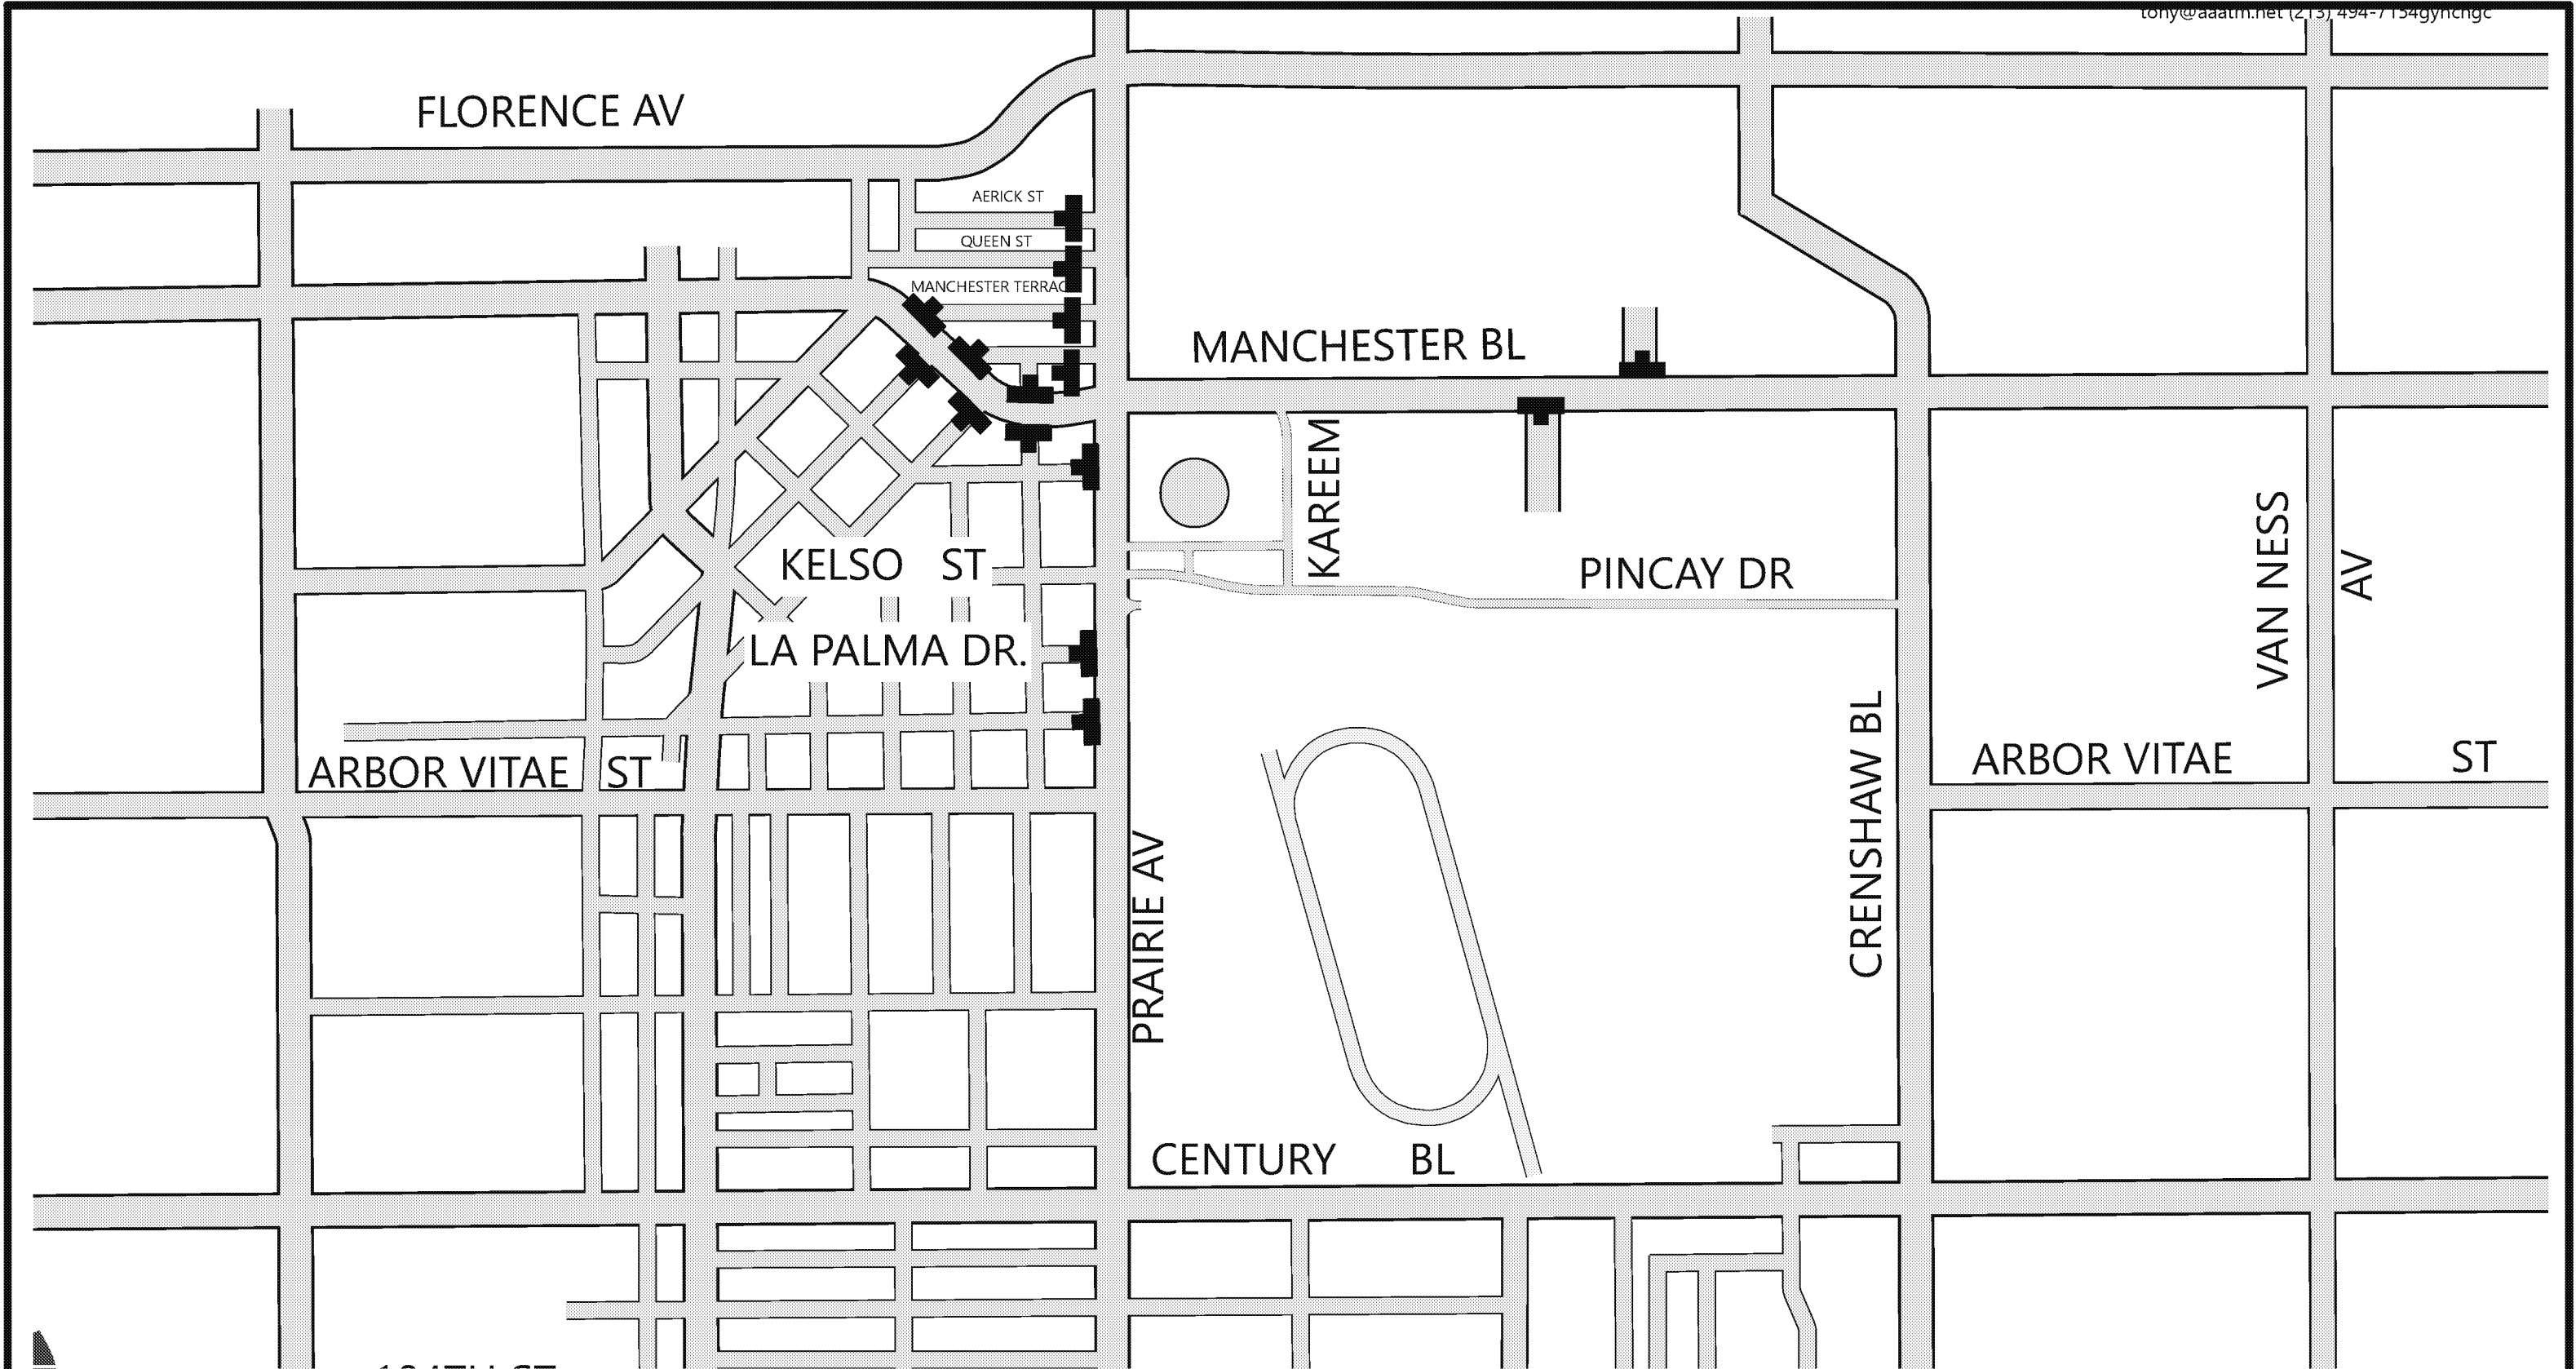 FLORENCE AV
AERICK ST
QUEEN ST
MANCHESTER TERRAC
MANCHESTER BL
KAREEM
KELSO ST
PINCAY DR
VAN NESS AV
LA PALMA DR.
ARBOR VITAE ST
CRENSHAW BL
ARBOR VITAE ST
PRAIRIE AV
CENTURY BL